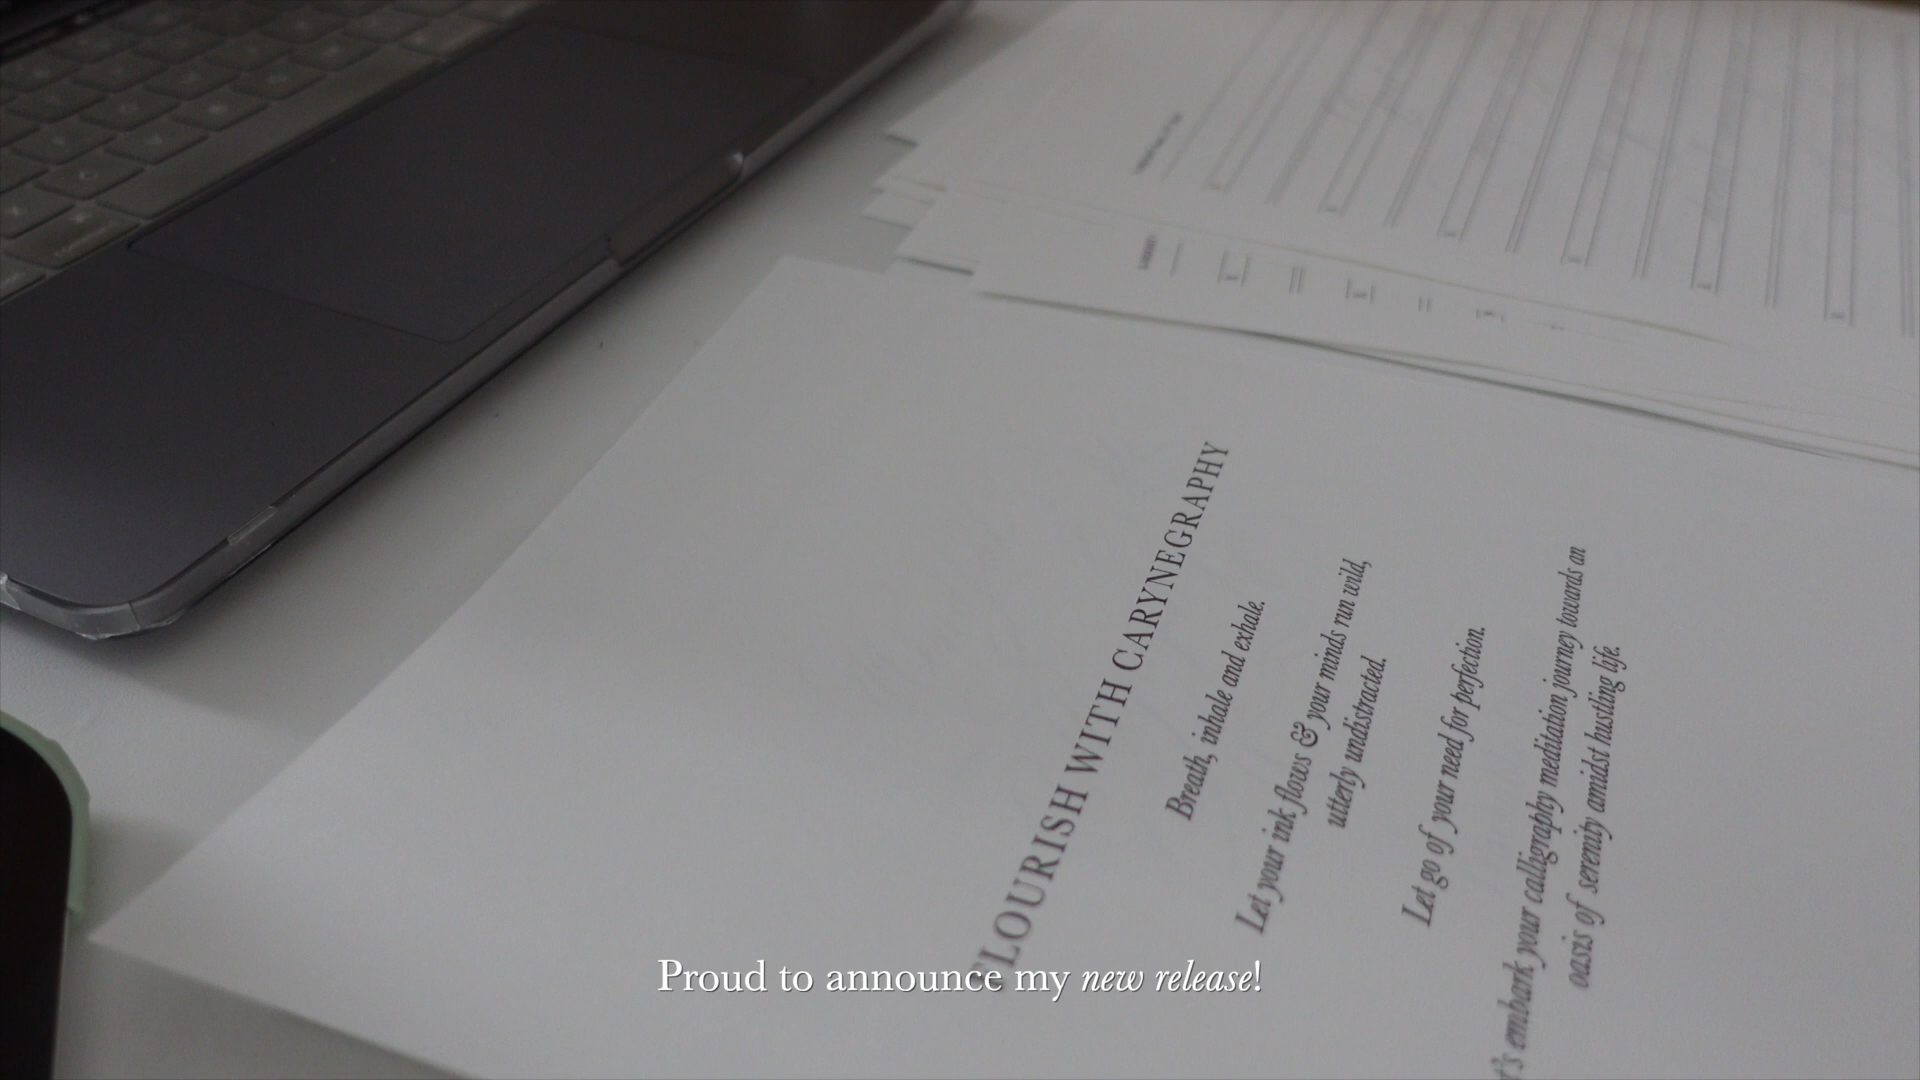 FLOURISH WITH CARYNEGRAPHY
Breath, inhale and exhale.
Let your ink flows & your minds run wild,
utterly undistracted.
Let go of your need for perfection.
embark your calligraphy meditation journey towards an
oasis of serenity amidst hustling life.
Proud to announce my new release!